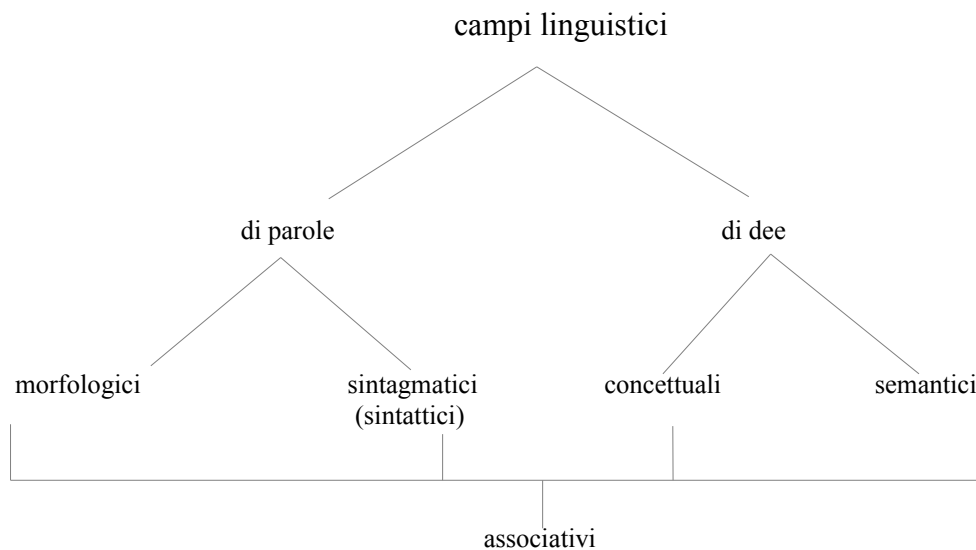 campi linguistici
di parole
di dee
morfologici
sintagmatici
(sintattici)
concettuali
semantici
associativi